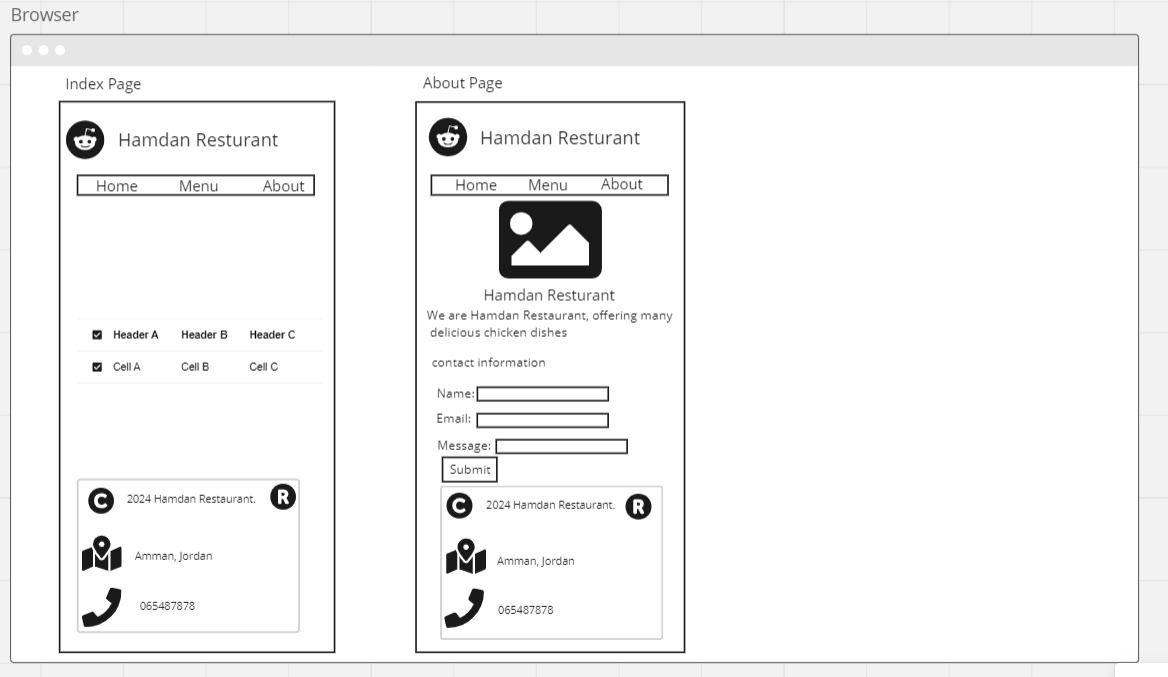 Browser
Index Page
Hamdan Resturant
Home Menu About
Header A Header B Header C
Cell A Cell B Cell C
C 2024 Hamdan Restaurant. R
Amman, Jordan
065487878
About Page
Hamdan Resturant
Home Menu About
Hamdan Resturant
We are Hamdan Restaurant, offering many
delicious chicken dishes
contact information
Name:
Email:
Message:
Submit
C 2024 Hamdan Restaurant. R
Amman, Jordan
065487878